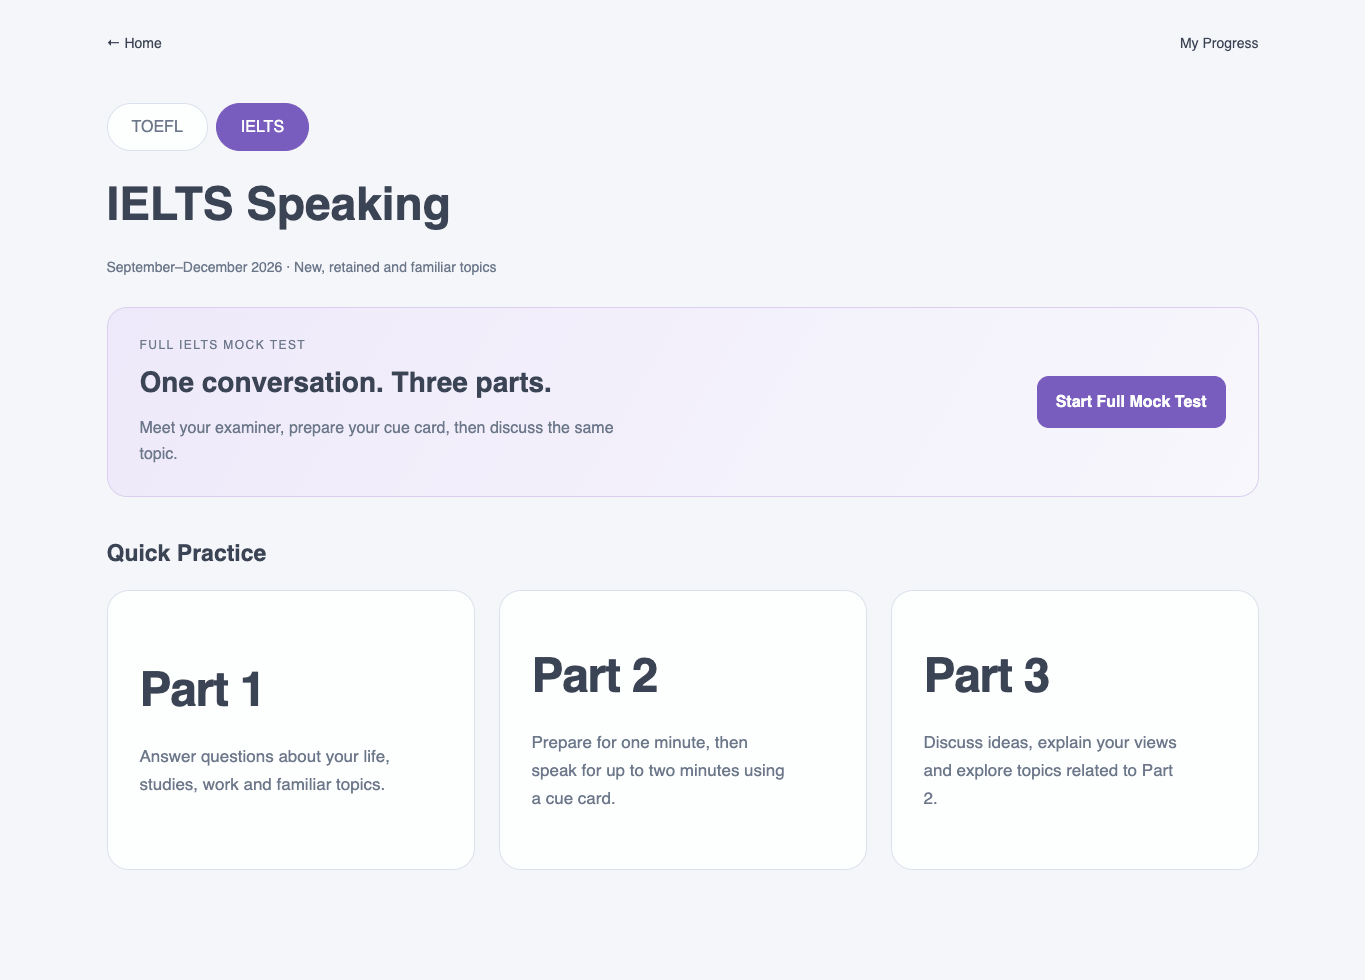 ← Home
My Progress
TOEFL
IELTS
IELTS Speaking
September–December 2026 · New, retained and familiar topics
FULL IELTS MOCK TEST
One conversation. Three parts.
Meet your examiner, prepare your cue card, then discuss the same
topic.
Start Full Mock Test
Quick Practice
Part 1
Answer questions about your life,
studies, work and familiar topics.
Part 2
Prepare for one minute, then
speak for up to two minutes using
a cue card.
Part 3
Discuss ideas, explain your views
and explore topics related to Part
2.